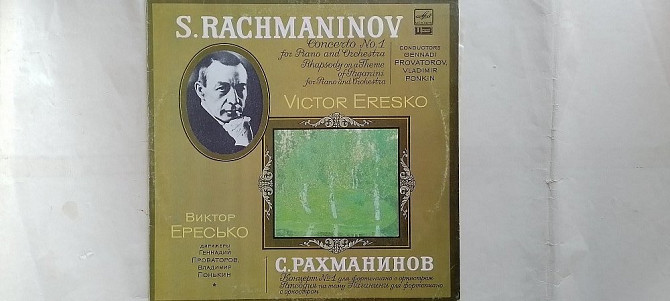 S. RACHMANINOV
Concerto No. 1
for Piano and Orchestra
Rhapsody on a Theme
of Paganini
for Piano and Orchestra
CONDUCTORS
GENNADI
PROVATOROV,
VLADIMIR
PONKIN
VICTOR ERESKO
ВИКТОР
ЕРЕСЬКО
ДИРИЖЕРЫ
ГЕННАДИЙ
ПРОВАТОРОВ,
ВЛАДИМИР
ПОНЬКИН
С. РАХМАНИНОВ
Концерт №1 для фортепиано с оркестром
Рапсодия на тему Паганини для фортепиано
с оркестром